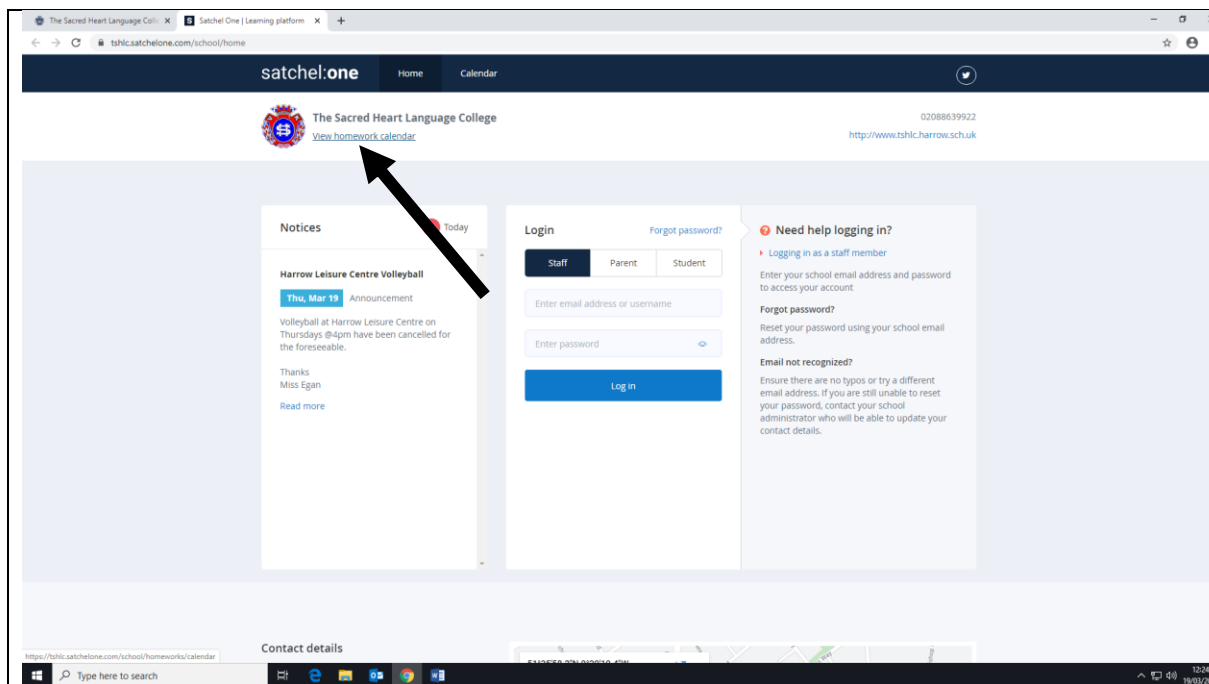 The Sacred Heart Language Coll
Satchel One | Learning platform
tshlc.satchelone.com/school/home
satchel:one
Home
Calendar
The Sacred Heart Language College
View homework calendar
02088639922
http://www.tshlc.harrow.sch.uk
Notices
Today
Harrow Leisure Centre Volleyball
Thu, Mar 19
Announcement
Volleyball at Harrow Leisure Centre on
Thursdays @4pm have been cancelled for
the foreseeable.
Thanks
Miss Egan
Read more
Login
Forgot password?
Staff
Parent
Student
Enter email address or username
Enter password
Log in
Need help logging in?
Logging in as a staff member
Enter your school email address and password
to access your account
Forgot password?
Reset your password using your school email
address.
Email not recognized?
Ensure there are no typos or try a different
email address. If you are still unable to reset
your password, contact your school
administrator who will be able to update your
contact details.
Contact details
Way
https://tshlc.satchelone.com/school/homeworks/calendar
Type here to search
12:24
19/03/2